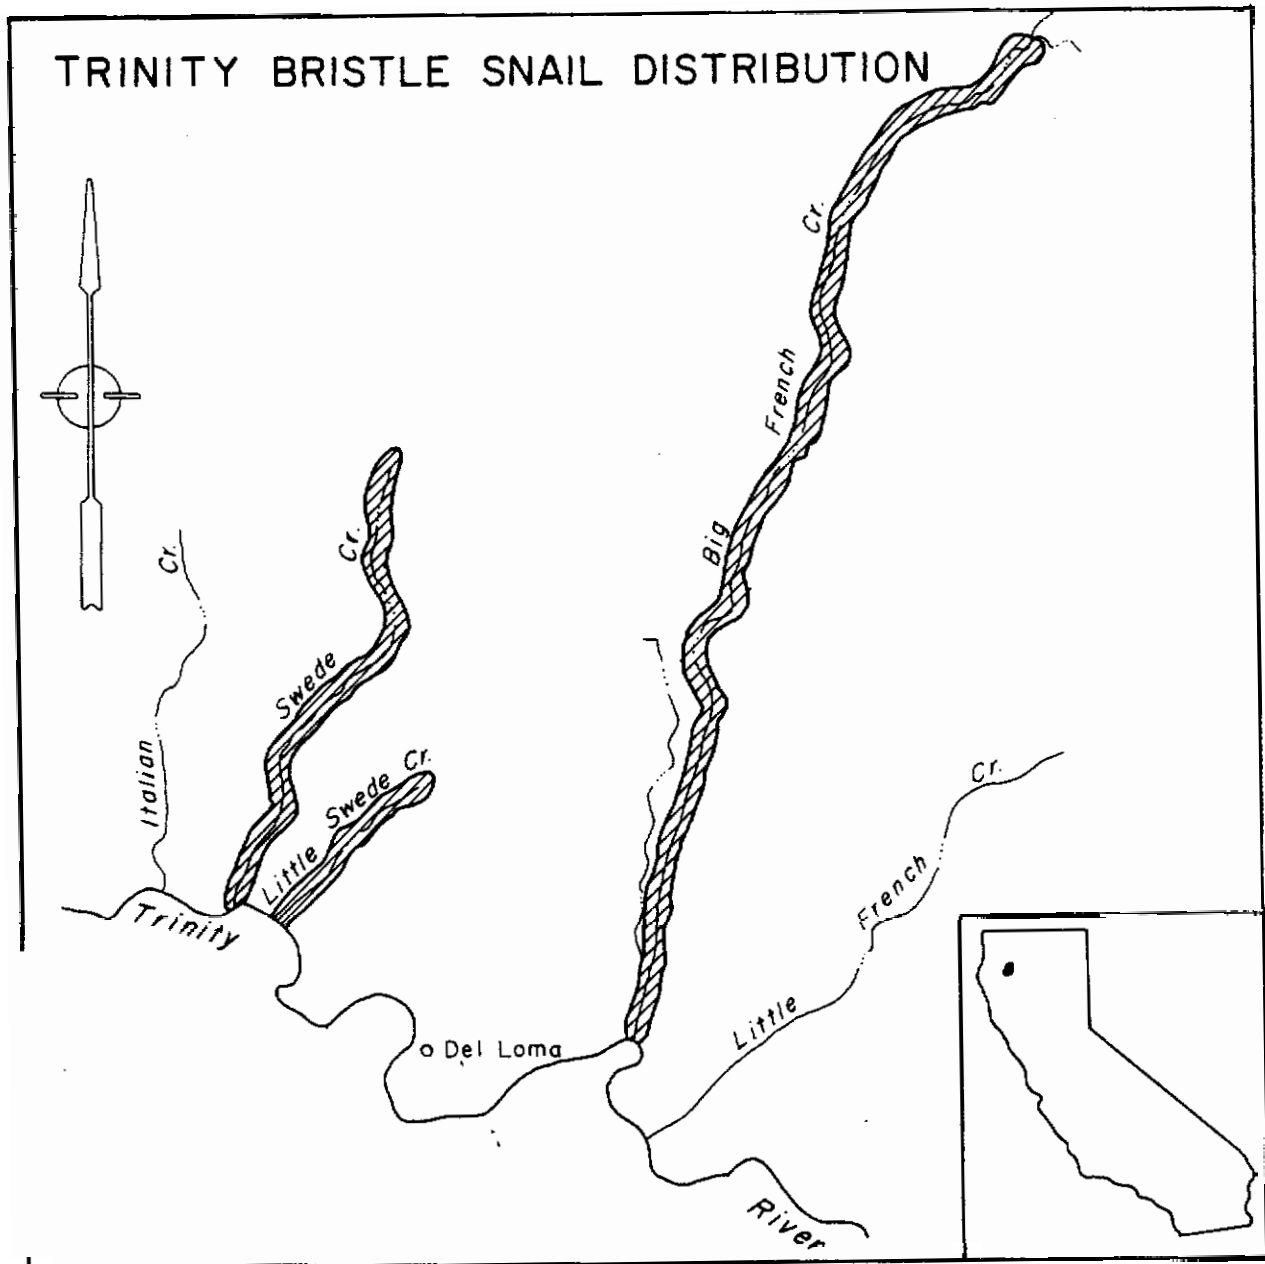 TRINITY BRISTLE SNAIL DISTRIBUTION
Big French Cr.
Swede Cr.
Italian Cr.
Little Swede Cr.
Little French Cr.
Trinity River
Del Loma